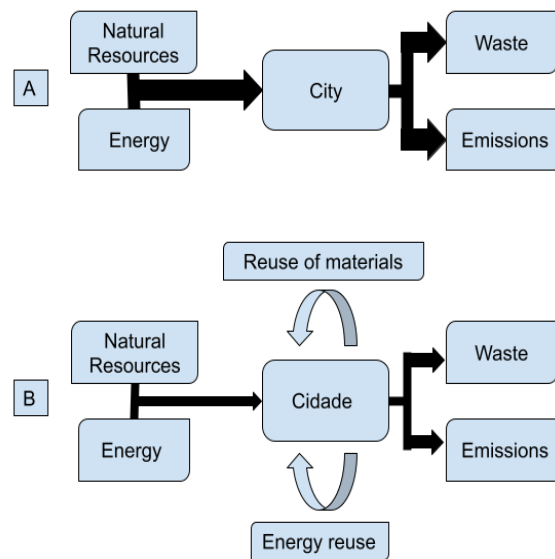 Natural
Resources
Waste
A
City
Energy
Emissions
Reuse of materials
Natural
Resources
Waste
B
Cidade
Energy
Emissions
Energy reuse